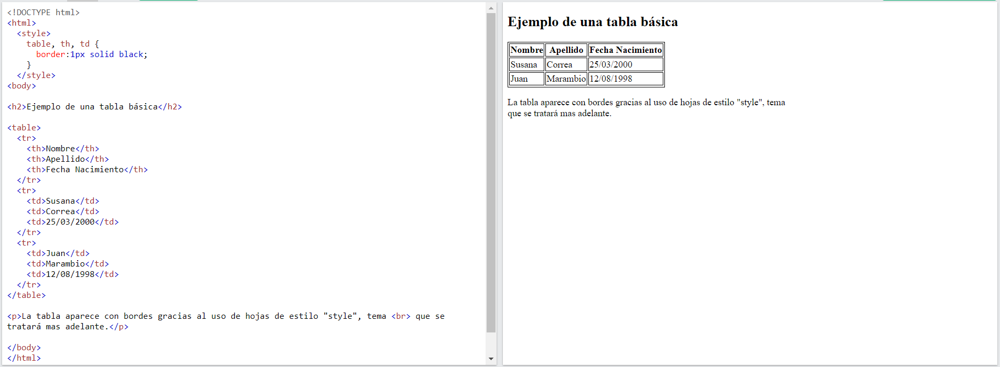 <!DOCTYPE html>
<html>
  <style>
    table, th, td {
      border:1px solid black;
    }
  </style>
<body>

<h2>Ejemplo de una tabla básica</h2>

<table>
  <tr>
    <th>Nombre</th>
    <th>Apellido</th>
    <th>Fecha Nacimiento</th>
  </tr>
  <tr>
    <td>Susana</td>
    <td>Correa</td>
    <td>25/03/2000</td>
  </tr>
  <tr>
    <td>Juan</td>
    <td>Marambio</td>
    <td>12/08/1998</td>
  </tr>
</table>

<p>La tabla aparece con bordes gracias al uso de hojas de estilo "style", tema <br> que se
tratará mas adelante.</p>

</body>
</html>
Ejemplo de una tabla básica
Nombre Apellido Fecha Nacimiento
Susana Correa 25/03/2000
Juan Marambio 12/08/1998
La tabla aparece con bordes gracias al uso de hojas de estilo "style", tema
que se tratará mas adelante.